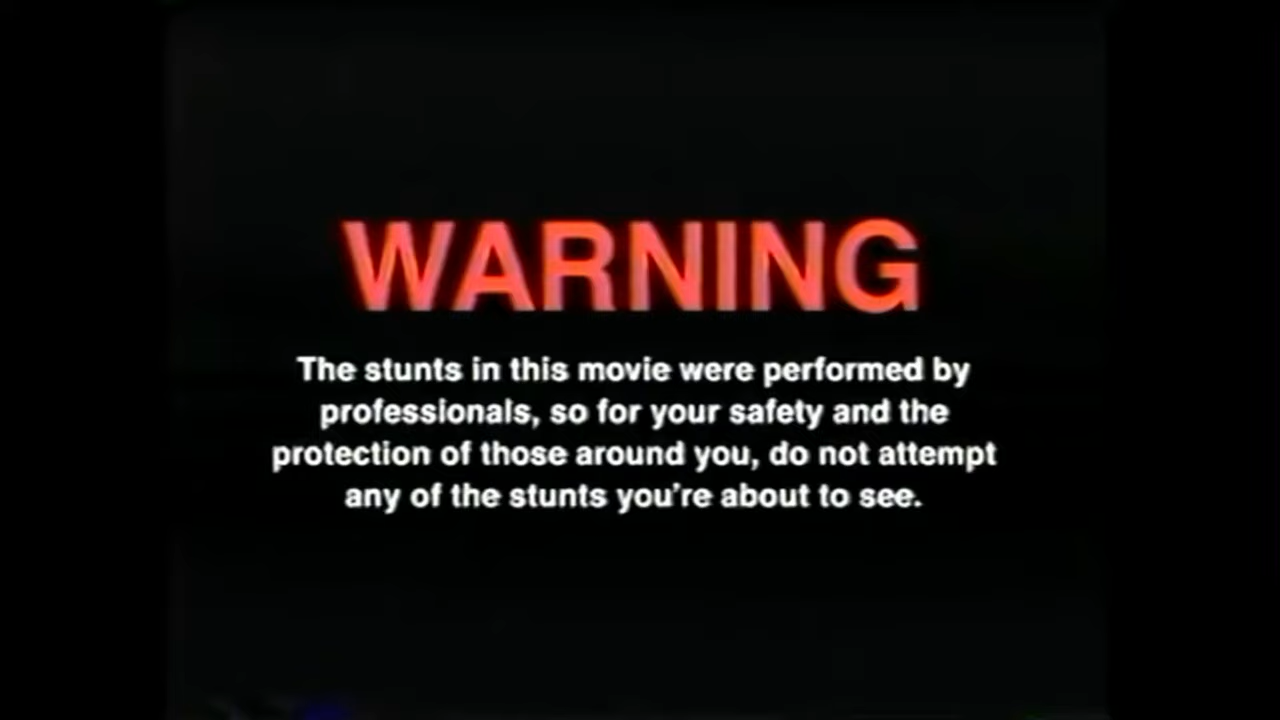 WARNING
The stunts in this movie were performed by
professionals, so for your safety and the
protection of those around you, do not attempt
any of the stunts you're about to see.